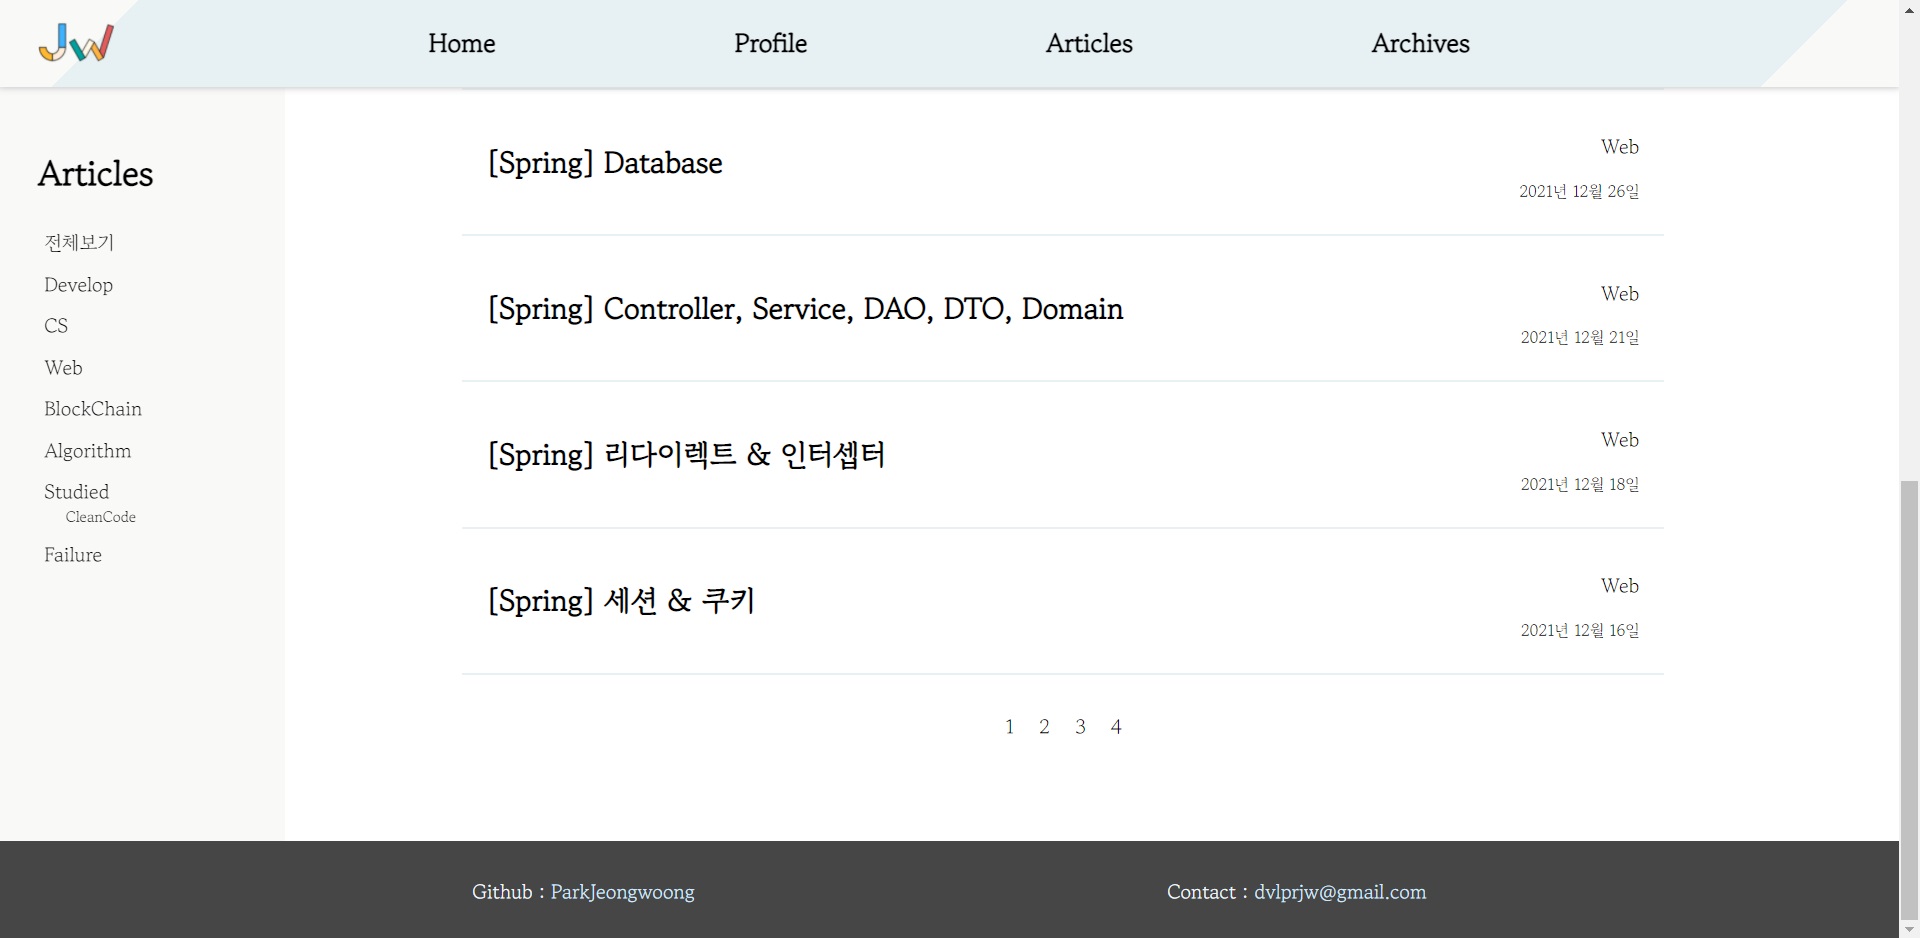 JW
Home Profile Articles Archives
Articles
전체보기
Develop
CS
Web
BlockChain
Algorithm
Studied
CleanCode
Failure
[Spring] Database
Web
2021년 12월 26일
[Spring] Controller, Service, DAO, DTO, Domain
Web
2021년 12월 21일
[Spring] 리다이렉트 & 인터셉터
Web
2021년 12월 18일
[Spring] 세션 & 쿠키
Web
2021년 12월 16일
1 2 3 4
Github : ParkJeongwoong
Contact : dvlprjw@gmail.com